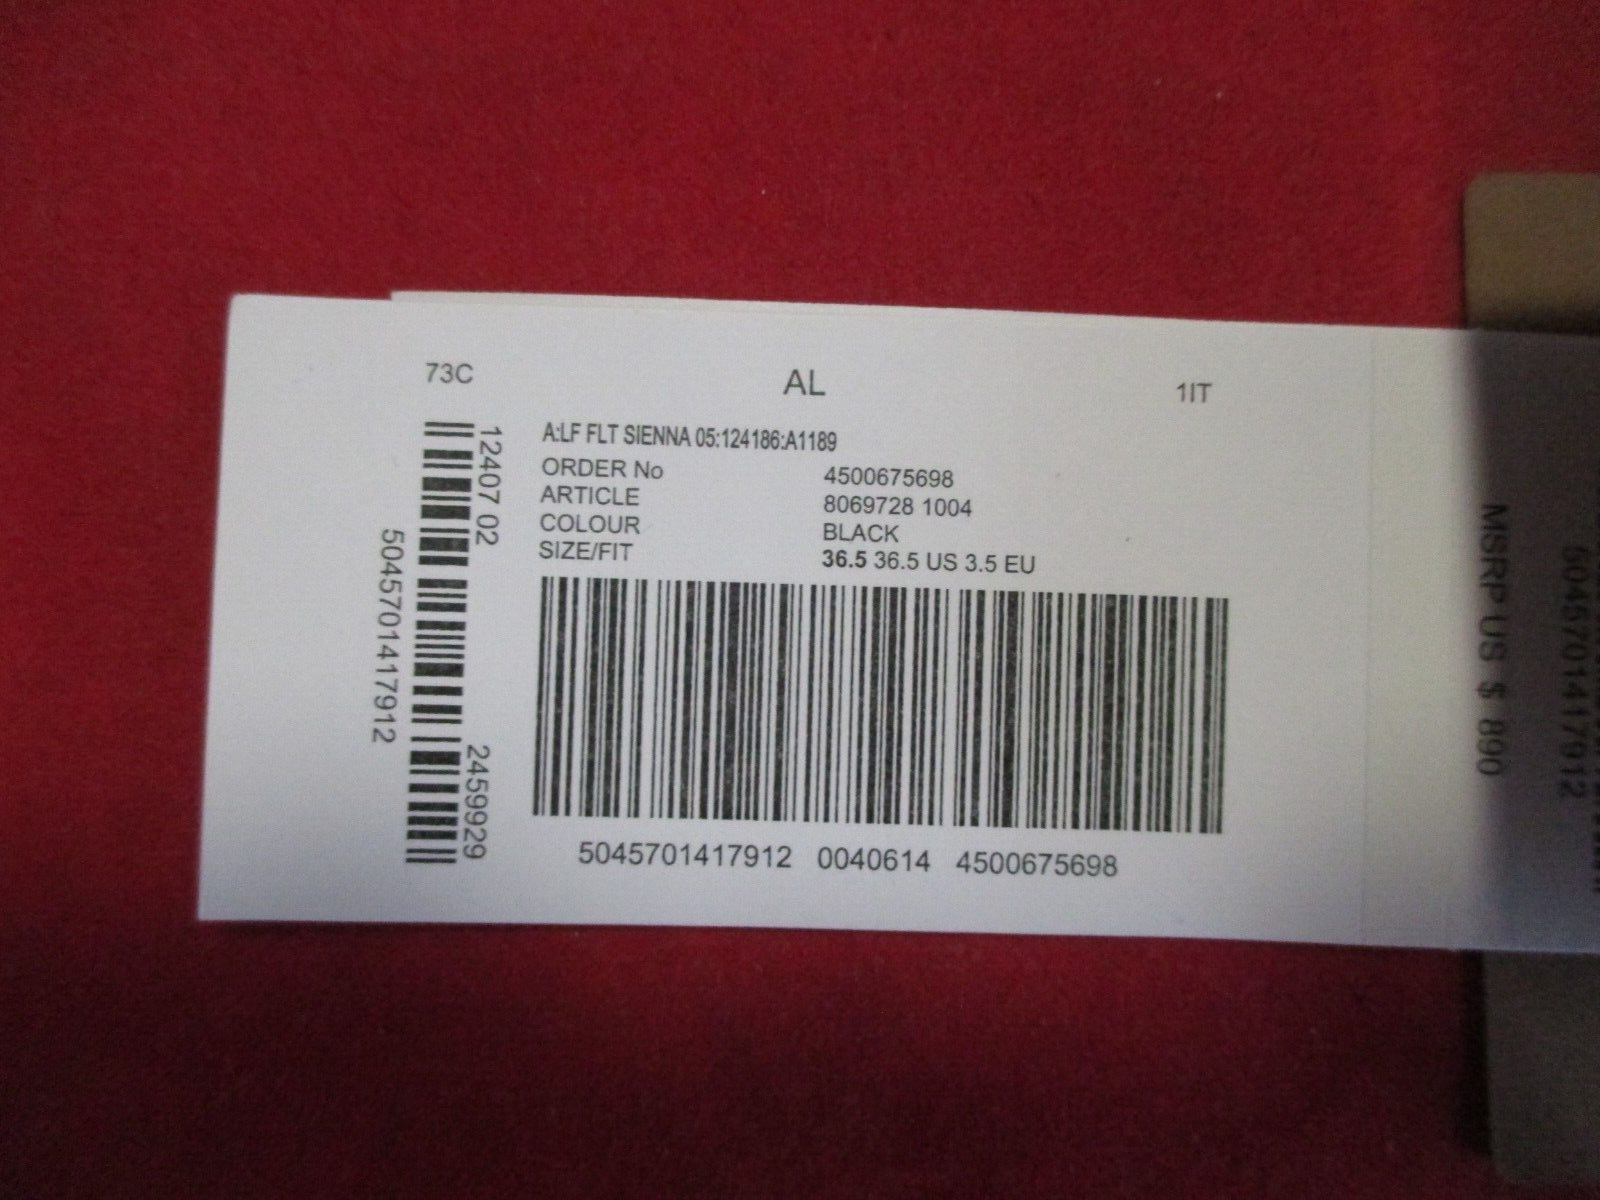 73C
AL
1IT
A:LF FLT SIENNA 05:124186:A1189
ORDER No 4500675698
ARTICLE 8069728 1004
COLOUR BLACK
SIZE/FIT 36.5 36.5 US 3.5 EU
5045701417912 0040614 4500675698
12407 02
2459929
5045701417912
MSRP US $ 890
5045701417912